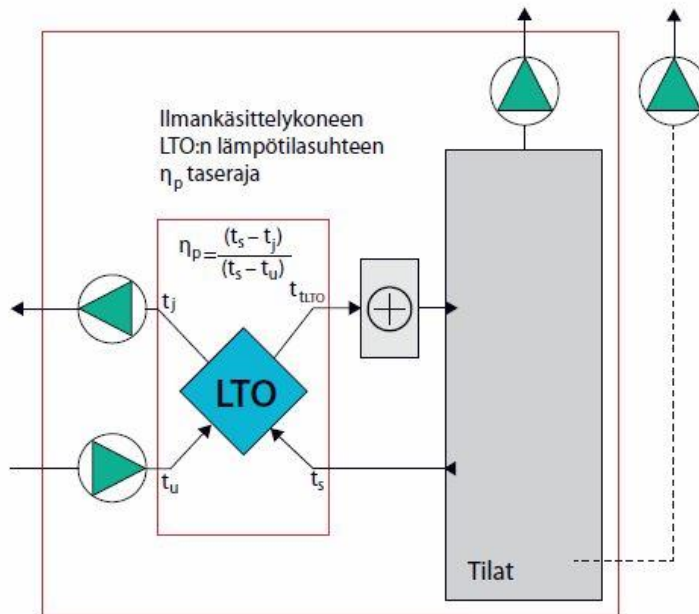 Ilmankäsittelykoneen
LTO:n lämpötilasuhteen
ηp taseraja
ηp = (ts – tj)
(ts – tu)
tj
ttLTO
LTO
tu
ts
Tilat